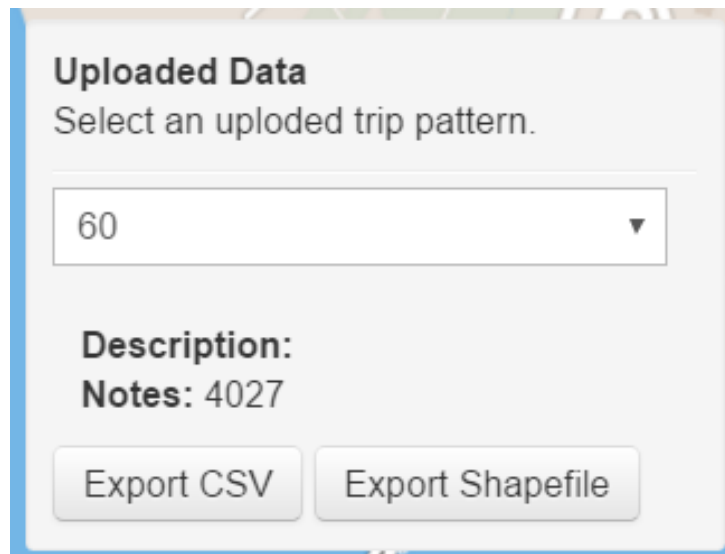 Uploaded Data
Select an uploded trip pattern.
60
Description:
Notes: 4027
Export CSV Export Shapefile